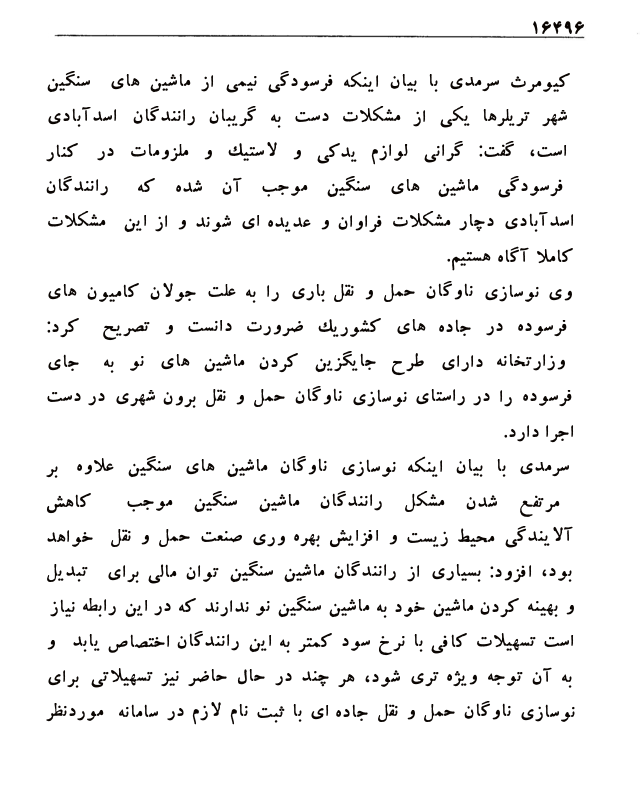 ۱۶۴۹۶
کیومرث سرمدی با بیان اینکه فرسودگی نیمی از ماشین های سنگین
شهر تریلرها یکی از مشکلات دست به گریبان رانندگان اسدآبادی
است، گفت: گرانی لوازم یدکی و لاستیك و ملزومات در کنار
فرسودگی ماشین های سنگین موجب آن شده که رانندگان
اسدآبادی دچار مشکلات فراوان و عدیده ای شوند و از این مشکلات
کاملا آگاه هستیم.
وی نوسازی ناوگان حمل و نقل باری را به علت جولان کامیون های
فرسوده در جاده های کشوریك ضرورت دانست و تصریح کرد:
وزارتخانه دارای طرح جایگزین کردن ماشین های نو به جای
فرسوده را در راستای نوسازی ناوگان حمل و نقل برون شهری در دست
اجرا دارد.
سرمدی با بیان اینکه نوسازی ناوگان ماشین های سنگین علاوه بر
مرتفع شدن مشکل رانندگان ماشین سنگین موجب کاهش
آلایندگی محیط زیست و افزایش بهره وری صنعت حمل و نقل خواهد
بود، افزود: بسیاری از رانندگان ماشین سنگین توان مالی برای تبدیل
و بهینه کردن ماشین خود به ماشین سنگین نو ندارند که در این رابطه نیاز
است تسهیلات کافی با نرخ سود کمتر به این رانندگان اختصاص یابد و
به آن توجه ویژه تری شود، هر چند در حال حاضر نیز تسهیلاتی برای
نوسازی ناوگان حمل و نقل جاده ای با ثبت نام لازم در سامانه موردنظر